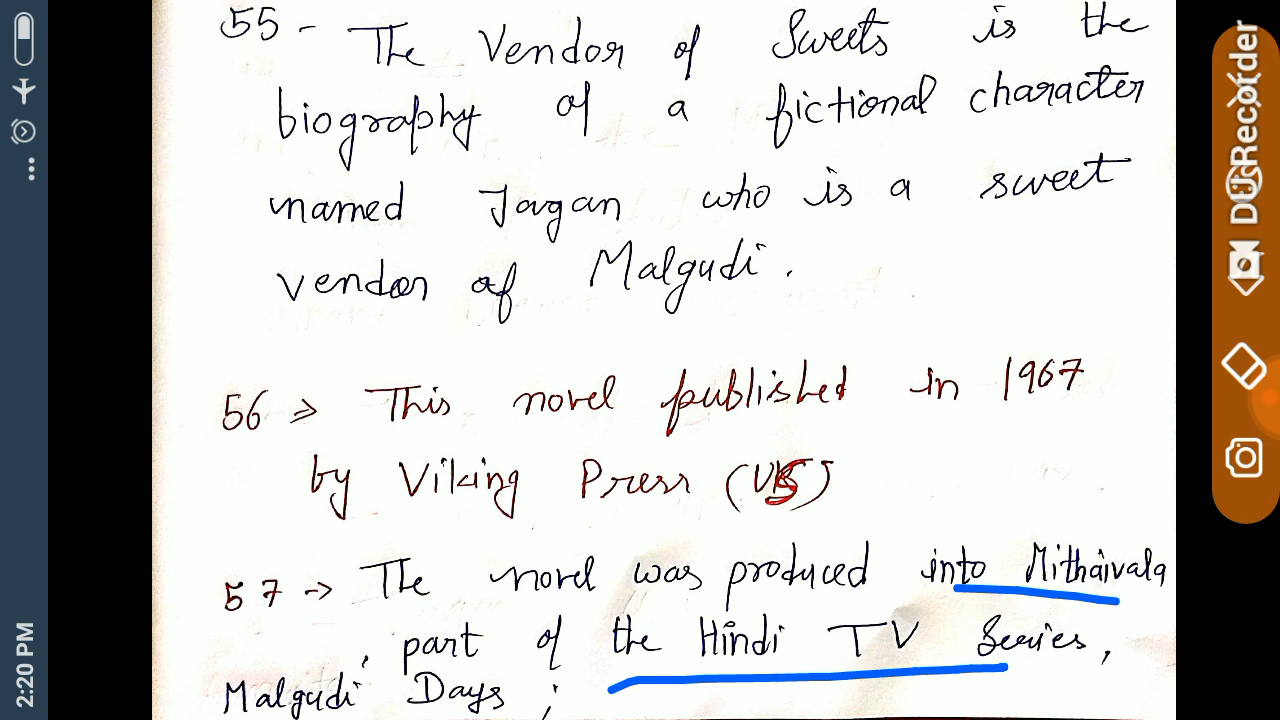 55 - The Vendor of Sweets is the
biography of a fictional character
named Jagan who is a sweet
vendor of Malgudi.
56 > This novel published in 1967
by Viking Press (US)
57 -> The novel was produced into Mithaivala
, part of the Hindi TV Series,
Malgudi Days ;
2:20 PM
DU Recorder